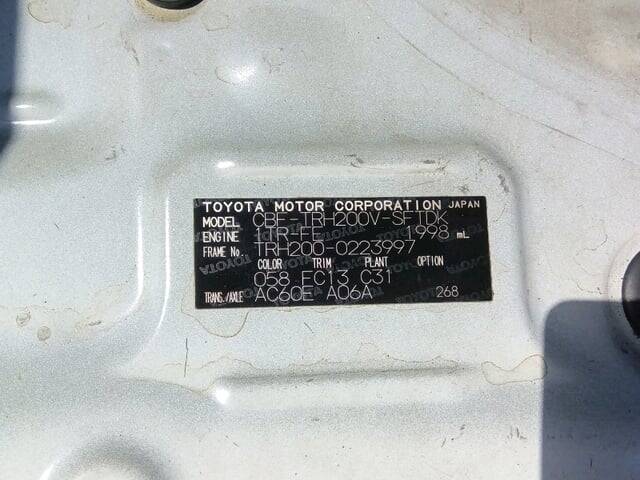 TOYOTA MOTOR CORPORATION JAPAN
MODEL CBF-TRH200V-SFTDK
ENGINE 1TR-FE 1998 mL
FRAME No. TRH200-0223997
COLOR TRIM PLANT OPTION
058 FC13 C31
TRANS./AXLE AC60E A06A 268